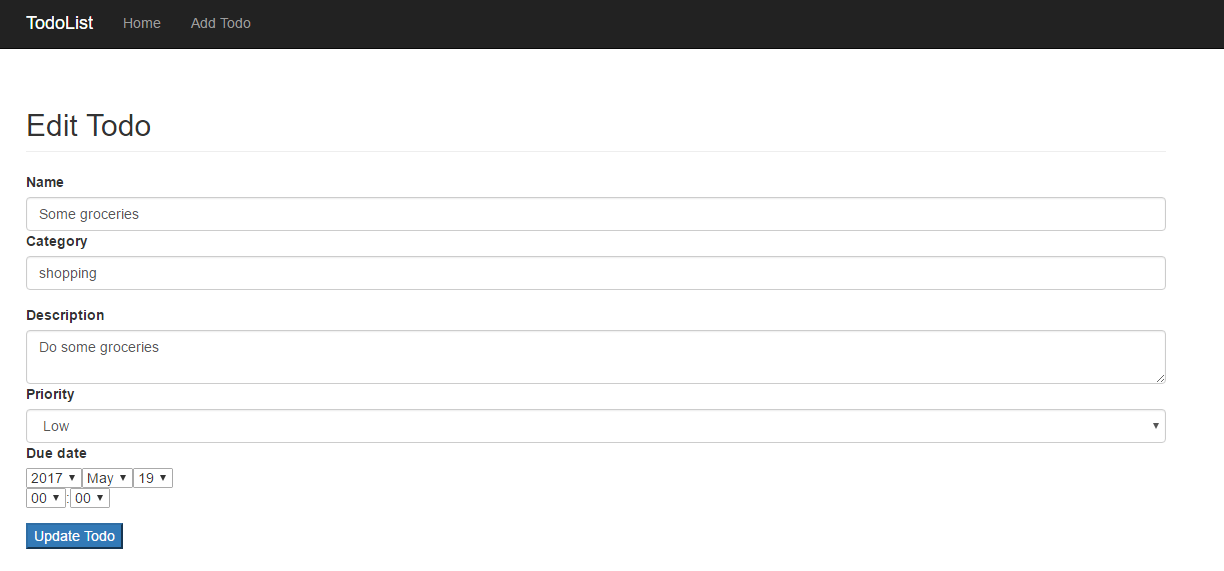 TodoList Home Add Todo
Edit Todo
Name
Some groceries
Category
shopping
Description
Do some groceries
Priority
Low
Due date
2017 May 19
00 : 00
Update Todo